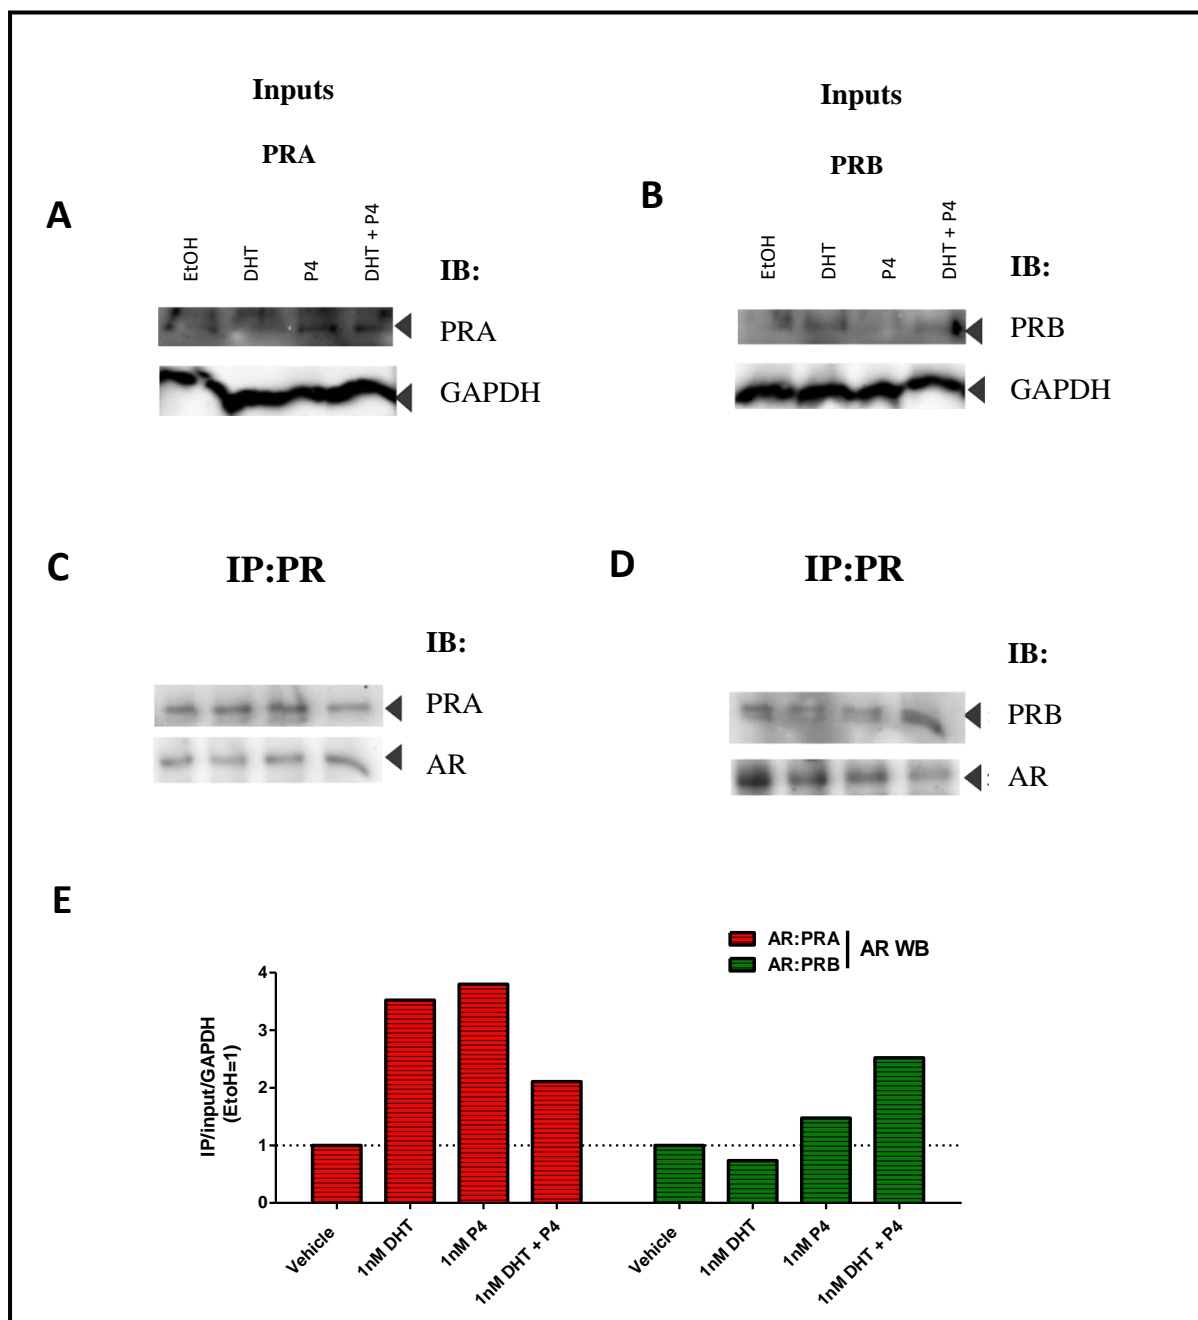 Inputs
PRA
A
EtOH
DHT
P4
DHT + P4
IB:
PRA
GAPDH
Inputs
PRB
B
EtOH
DHT
P4
DHT + P4
IB:
PRB
GAPDH
C
IP:PR
IB:
PRA
AR
D
IP:PR
IB:
PRB
AR
E
AR:PRA
AR:PRB
AR WB
IP/input/GAPDH
(EtoH=1)
4
3
2
1
0
Vehicle
1nM DHT
1nM P4
1nM DHT + P4
Vehicle
1nM DHT
1nM P4
1nM DHT + P4